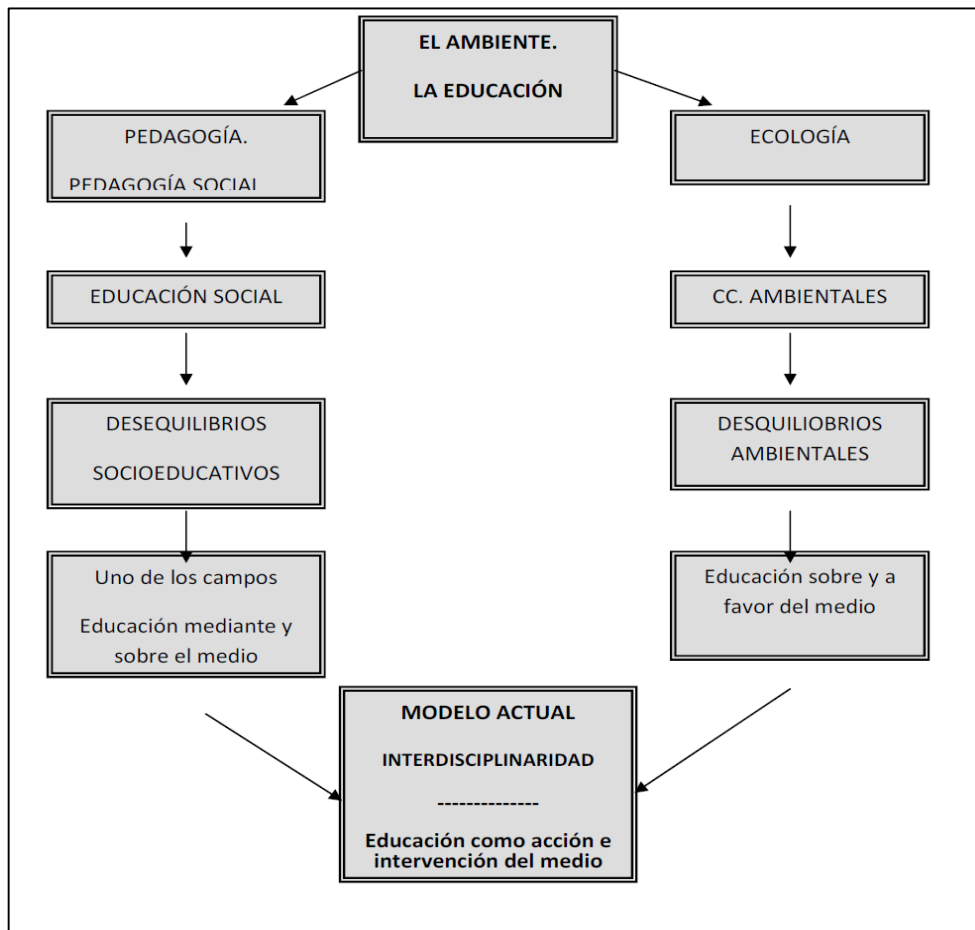 EL AMBIENTE.
LA EDUCACIÓN
PEDAGOGÍA.
PEDAGOGÍA SOCIAL
ECOLOGÍA
EDUCACIÓN SOCIAL
CC. AMBIENTALES
DESEQUILIBRIOS
SOCIOEDUCATIVOS
DESQUILIOBRIOS
AMBIENTALES
Uno de los campos
Educación mediante y
sobre el medio
Educación sobre y a
favor del medio
MODELO ACTUAL
INTERDISCIPLINARIDAD
--------------
Educación como acción e
intervención del medio